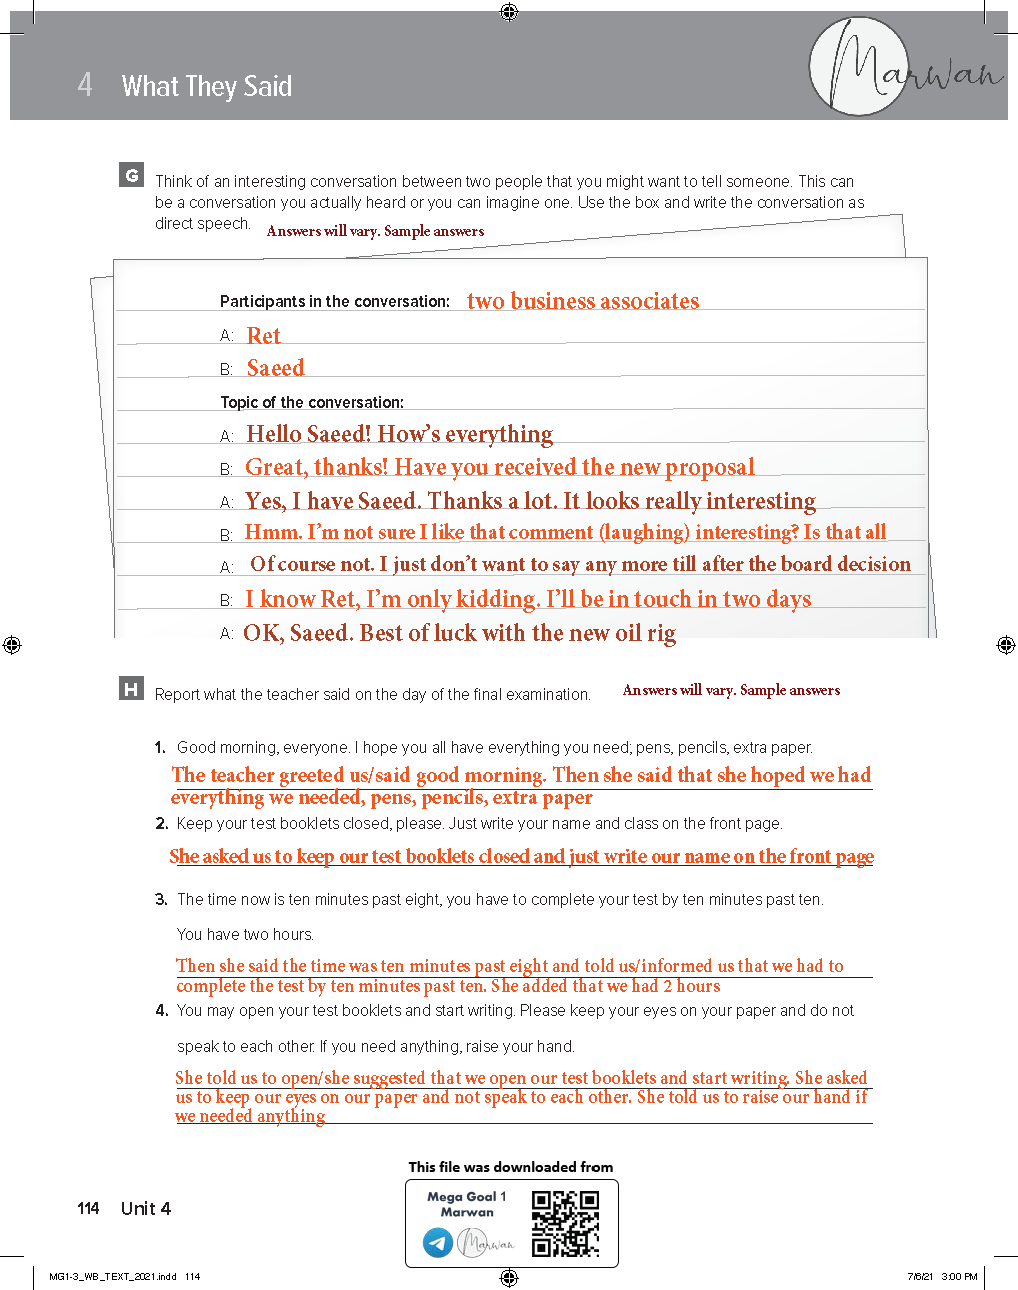 4 What They Said
Marwan
G Think of an interesting conversation between two people that you might want to tell someone. This can
be a conversation you actually heard or you can imagine one. Use the box and write the conversation as
direct speech. Answers will vary. Sample answers
Participants in the conversation: two business associates
A: Ret
B: Saeed
Topic of the conversation:
A: Hello Saeed! How's everything
B: Great, thanks! Have you received the new proposal
A: Yes, I have Saeed. Thanks a lot. It looks really interesting
B: Hmm. I'm not sure I like that comment (laughing) interesting? Is that all
A: Of course not. I just don't want to say any more till after the board decision
B: I know Ret, I'm only kidding. I'll be in touch in two days
A: OK, Saeed. Best of luck with the new oil rig
H Report what the teacher said on the day of the final examination. Answers will vary. Sample answers
1. Good morning, everyone. I hope you all have everything you need; pens, pencils, extra paper.
The teacher greeted us/said good morning. Then she said that she hoped we had
everything we needed, pens, pencils, extra paper
2. Keep your test booklets closed, please. Just write your name and class on the front page.
She asked us to keep our test booklets closed and just write our name on the front page
3. The time now is ten minutes past eight, you have to complete your test by ten minutes past ten.
You have two hours.
Then she said the time was ten minutes past eight and told us/informed us that we had to
complete the test by ten minutes past ten. She added that we had 2 hours
4. You may open your test booklets and start writing. Please keep your eyes on your paper and do not
speak to each other. If you need anything, raise your hand.
She told us to open/she suggested that we open our test booklets and start writing. She asked
us to keep our eyes on our paper and not speak to each other. She told us to raise our hand if
we needed anything
This file was downloaded from
Mega Goal 1
Marwan
Marwan
114 Unit 4
MG1-3_WB_TEXT_2021.indd 114
7/6/21 3:00 PM